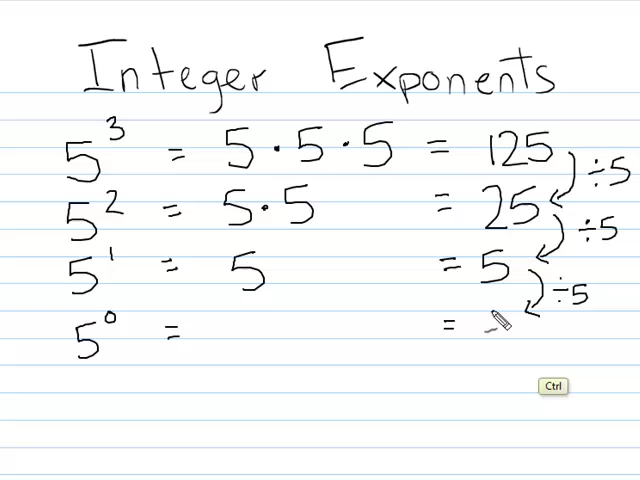 Integer Exponents
5³ = 5 · 5 · 5 = 125
÷5
5² = 5 · 5 = 25
÷5
5¹ = 5 = 5
÷5
5⁰ = =
Ctrl